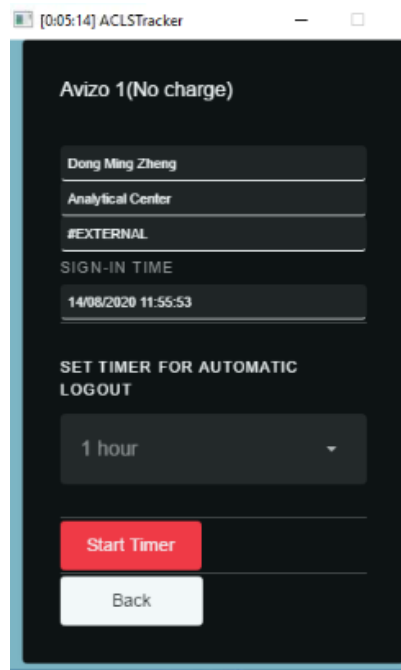 [0:05:14] ACLSTracker
Avizo 1(No charge)
Dong Ming Zheng
Analytical Center
#EXTERNAL
SIGN-IN TIME
14/08/2020 11:55:53
SET TIMER FOR AUTOMATIC
LOGOUT
1 hour
Start Timer
Back